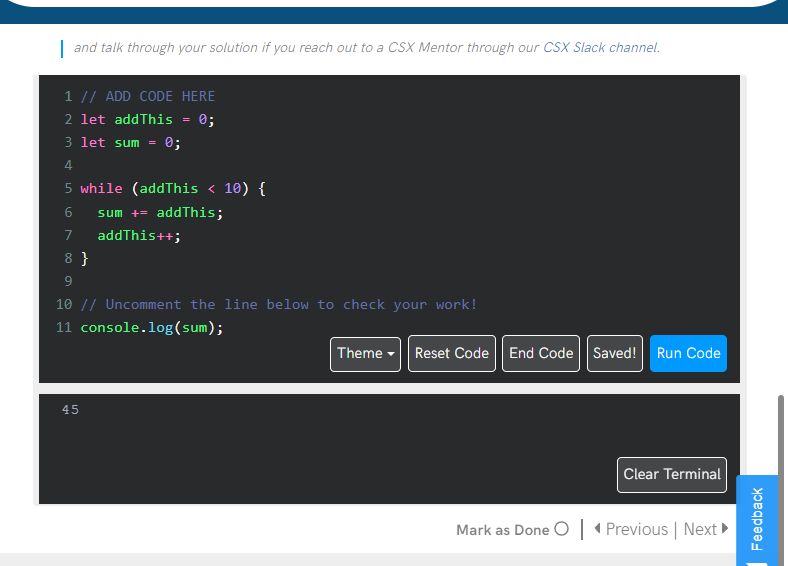 and talk through your solution if you reach out to a CSX Mentor through our CSX Slack channel.
1 // ADD CODE HERE
2 let addThis = 0;
3 let sum = 0;
4
5 while (addThis < 10) {
6   sum += addThis;
7   addThis++;
8 }
9
10 // Uncomment the line below to check your work!
11 console.log(sum);
Theme Reset Code End Code Saved! Run Code
45
Clear Terminal
Mark as Done | Previous | Next
Feedback